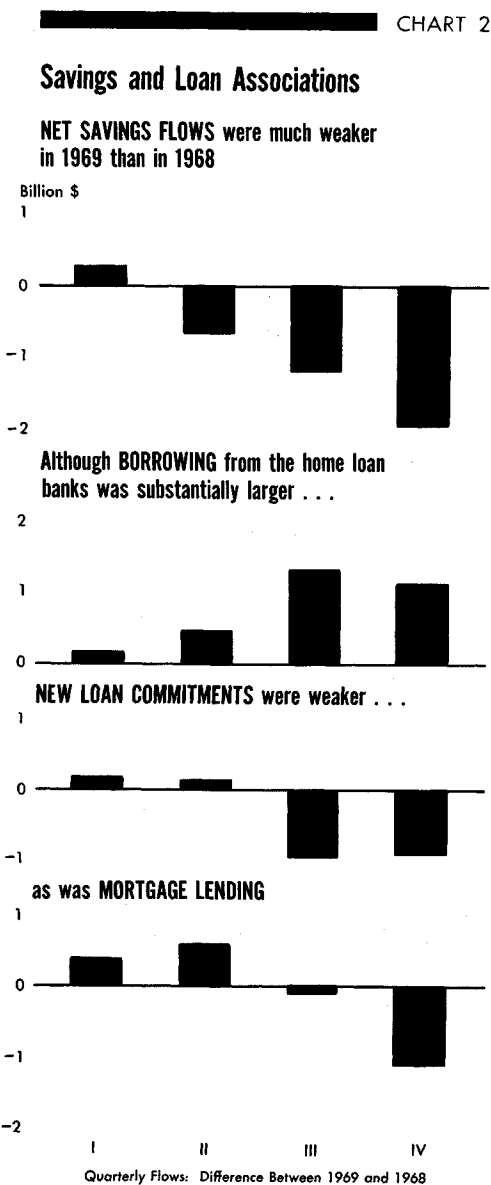 CHART 2
Savings and Loan Associations
NET SAVINGS FLOWS were much weaker
in 1969 than in 1968
Billion $
1
0
-1
-2
Although BORROWING from the home loan
banks was substantially larger . . .
2
1
0
NEW LOAN COMMITMENTS were weaker . . .
1
0
-1
as was MORTGAGE LENDING
1
0
-1
-2
I II III IV
Quarterly Flows: Difference Between 1969 and 1968